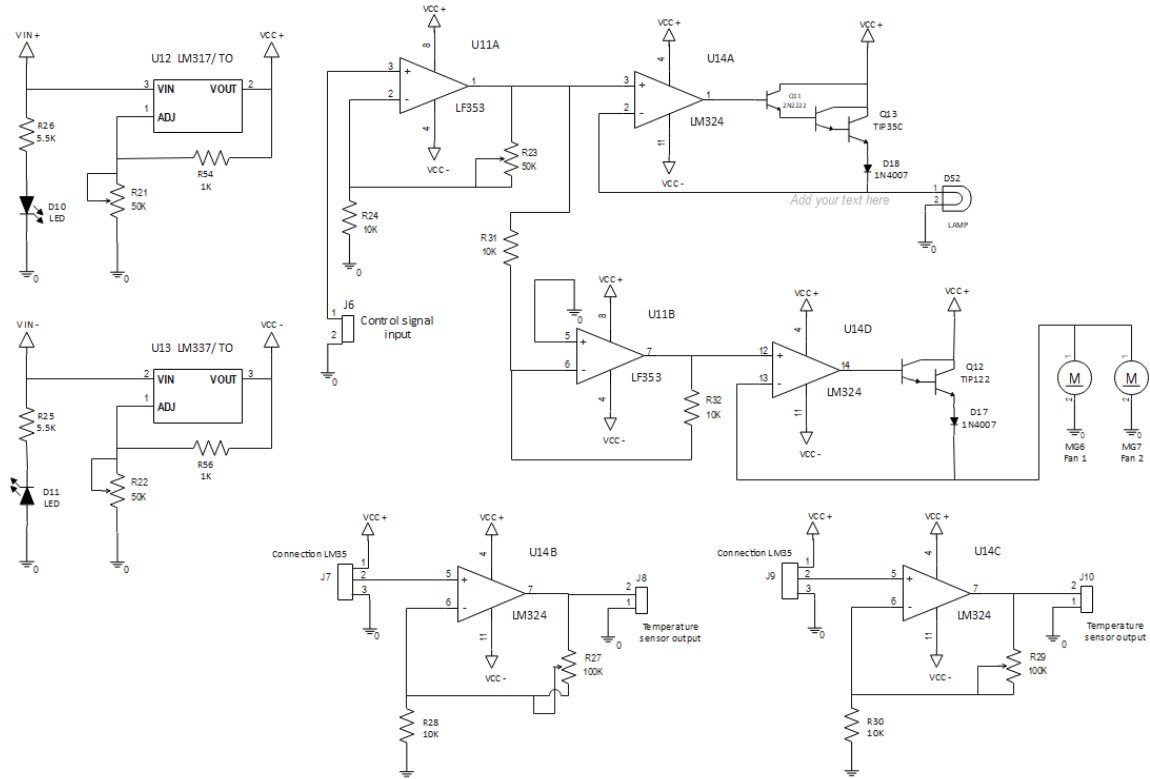 VIN+
VCC+
U12 LM317/TO
3
VIN
VOUT
2
1
ADJ
R26
5.5K
R54
1K
D10
LED
R21
50K
0
0
VIN-
VCC-
U13 LM337/TO
2
VIN
VOUT
3
1
ADJ
R25
5.5K
R56
1K
D11
LED
R22
50K
0
0
VCC+
8
U11A
3
+
1
2
-
LF353
4
VCC-
R23
50K
R24
10K
0
R31
10K
J6
1
2
Control signal
input
0
VCC+
4
U14A
3
+
1
2
-
LM324
11
VCC-
VCC+
Q11
2N2222
Q13
TIP35C
D18
1N4007
Add your text here
DS2
1
2
LAMP
0
0
VCC+
8
U11B
5
+
7
6
-
LF353
4
VCC-
R32
10K
VCC+
4
U14D
12
+
14
13
-
LM324
11
VCC-
VCC+
Q12
TIP122
D17
1N4007
1
M
2
MG6
Fan 1
1
M
2
MG7
Fan 2
VCC+
Connection LM35
J7
1
2
3
0
VCC+
4
U14B
5
+
7
6
-
LM324
11
VCC-
J8
2
1
0
Temperature
sensor output
R27
100K
R28
10K
0
VCC+
Connection LM35
J9
1
2
3
0
VCC+
4
U14C
5
+
7
6
-
LM324
11
VCC-
J10
2
1
0
Temperature
sensor output
R29
100K
R30
10K
0